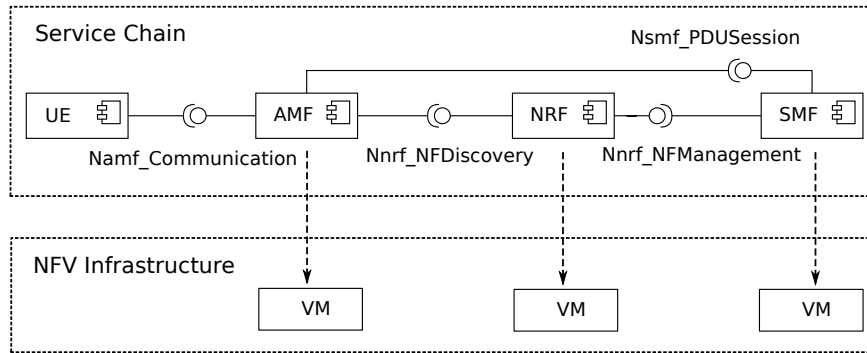 Service Chain
Nsmf_PDUSession
UE
AMF
NRF
SMF
Namf_Communication
Nnrf_NFDiscovery
Nnrf_NFManagement
NFV Infrastructure
VM
VM
VM